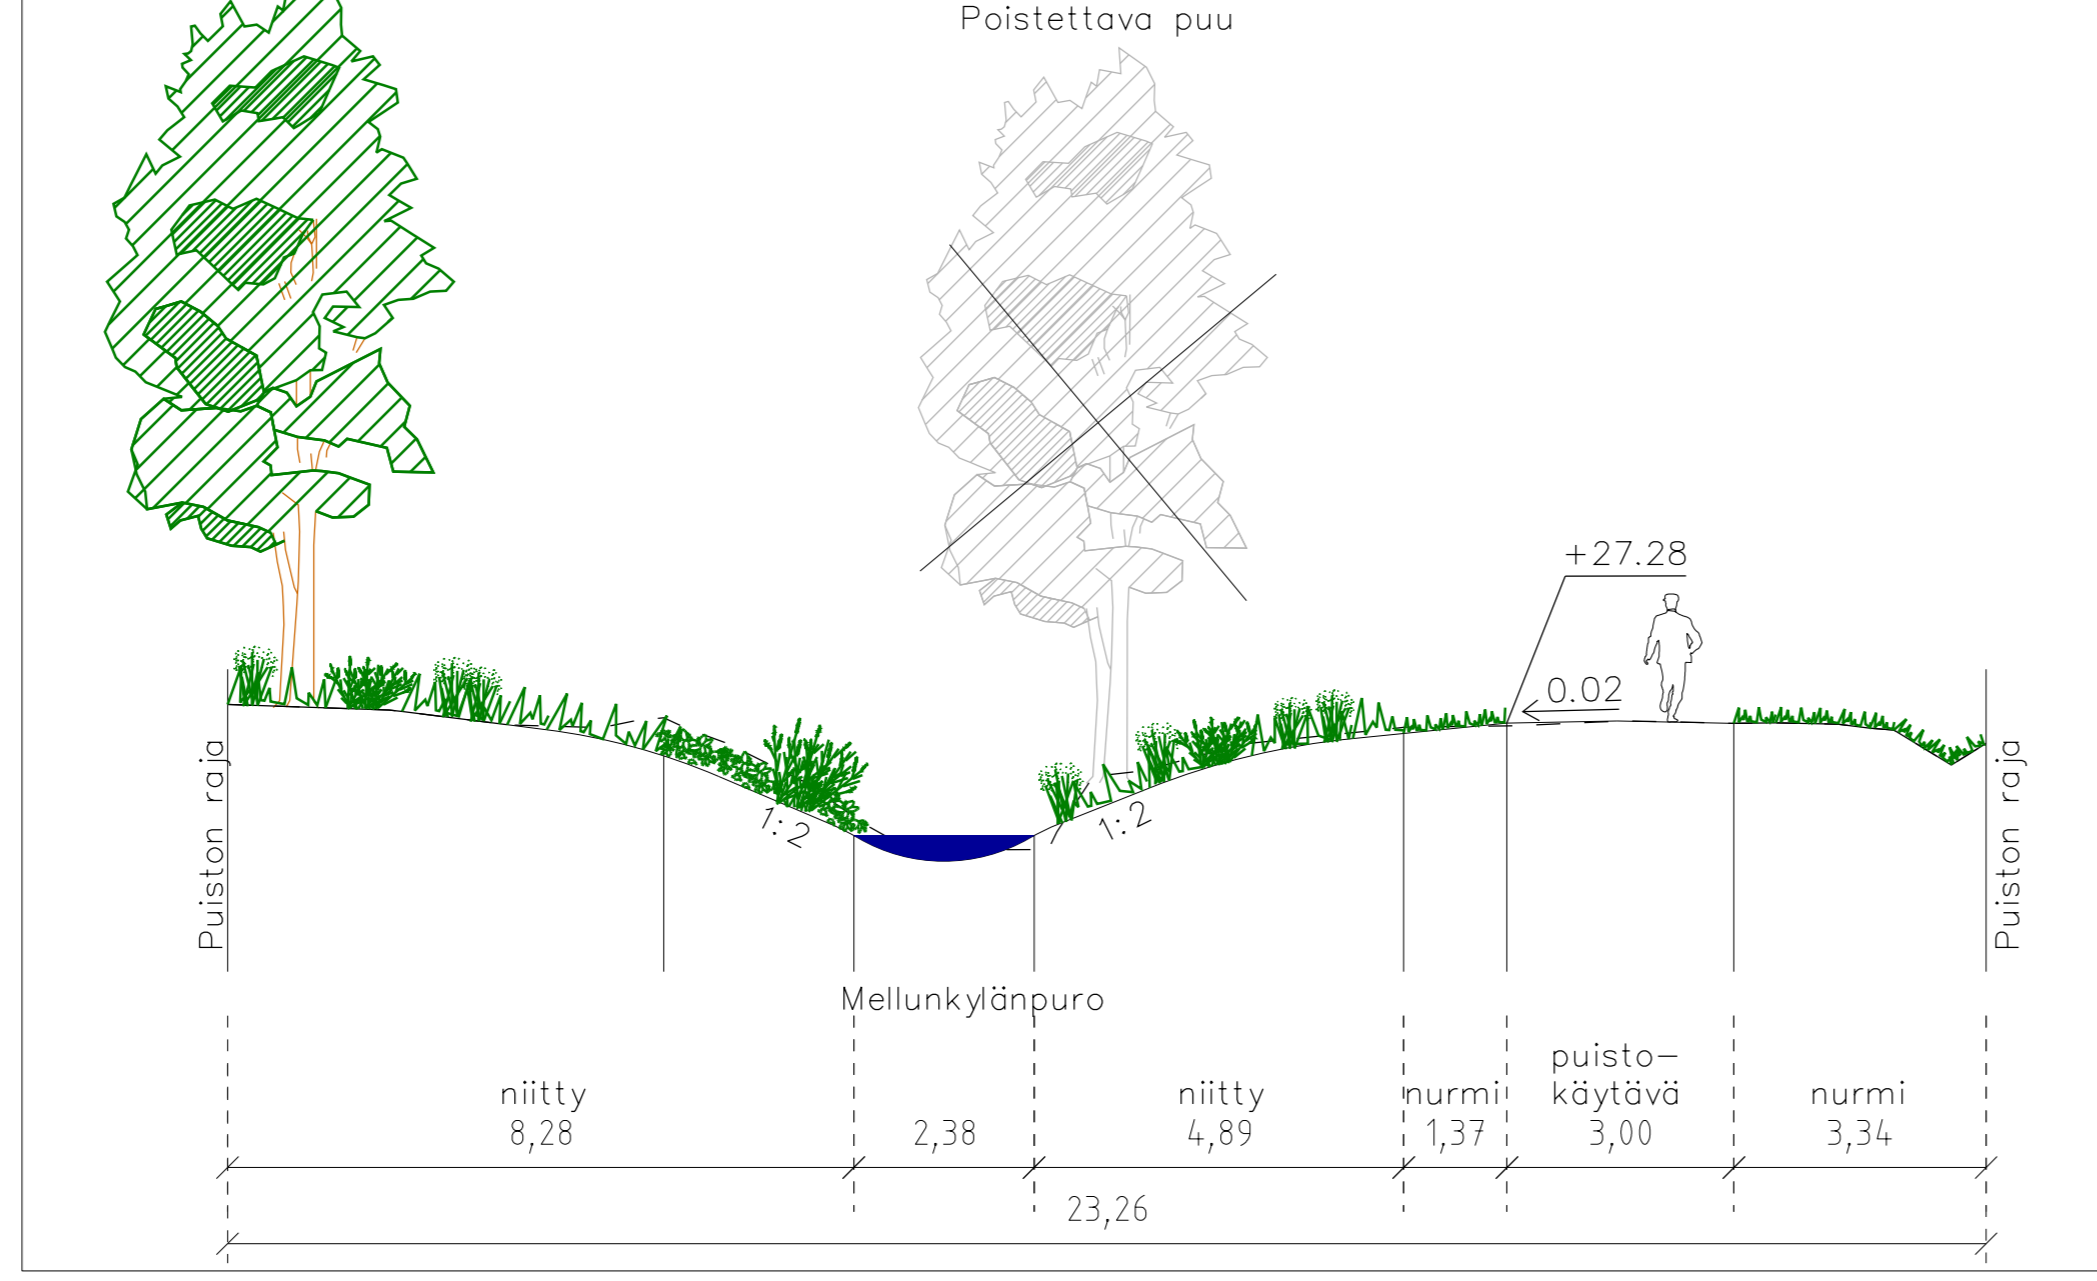 Poistettava puu
+27.28
0.02
1:2
1:2
Puiston raja
Puiston raja
Mellunkylänpuro
niitty
8,28
2,38
niitty
4,89
nurmi
1,37
puisto-
käytävä
3,00
nurmi
3,34
23,26